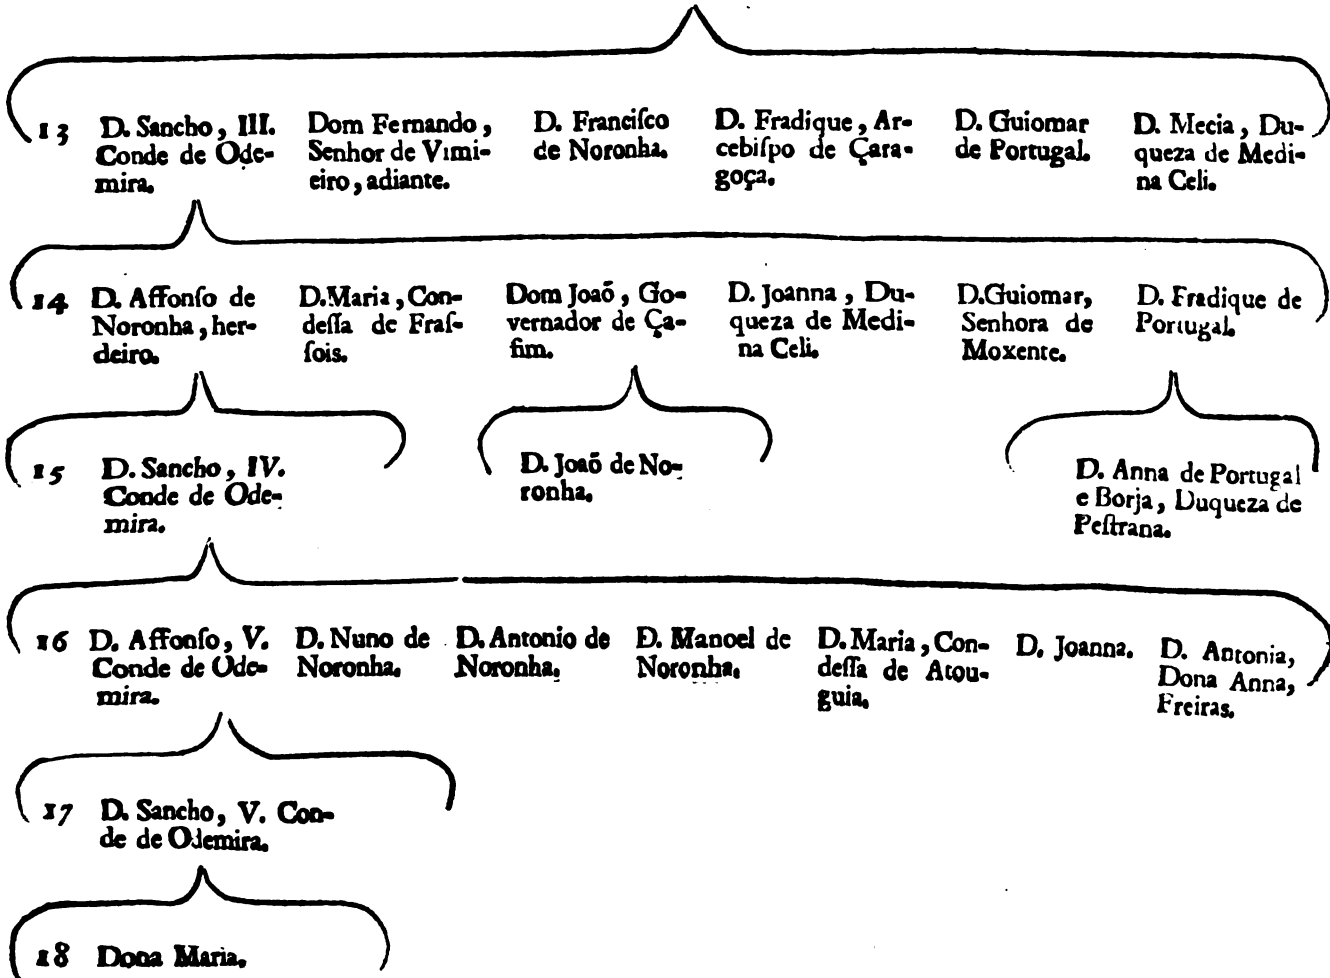 13 D. Sancho, III.
Conde de Ode-
mira.
Dom Fernando,
Senhor de Vimi-
eiro, adiante.
D. Franciſco
de Noronha.
D. Fradique, Ar-
cebiſpo de Çara-
goça.
D. Guiomar
de Portugal.
D. Mecia, Du-
queza de Medi-
na Celi.
14 D. Affonſo de
Noronha, her-
deiro.
D. Maria, Con-
deſſa de Fraſ-
ſois.
Dom Joaõ, Go-
vernador de Ça-
fim.
D. Joanna, Du-
queza de Medi-
na Celi.
D. Guiomar,
Senhora de
Moxente.
D. Fradique de
Portugal.
15 D. Sancho, IV.
Conde de Ode-
mira.
D. Joaõ de No-
ronha.
D. Anna de Portugal
e Borja, Duqueza de
Peſtrana.
16 D. Affonſo, V.
Conde de Ode-
mira.
D. Nuno de
Noronha.
D. Antonio de
Noronha.
D. Manoel de
Noronha.
D. Maria, Con-
deſſa de Atou-
guia.
D. Joanna.
D. Antonia,
Dona Anna,
Freiras.
17 D. Sancho, V. Con-
de de Odemira.
18 Dona Maria.